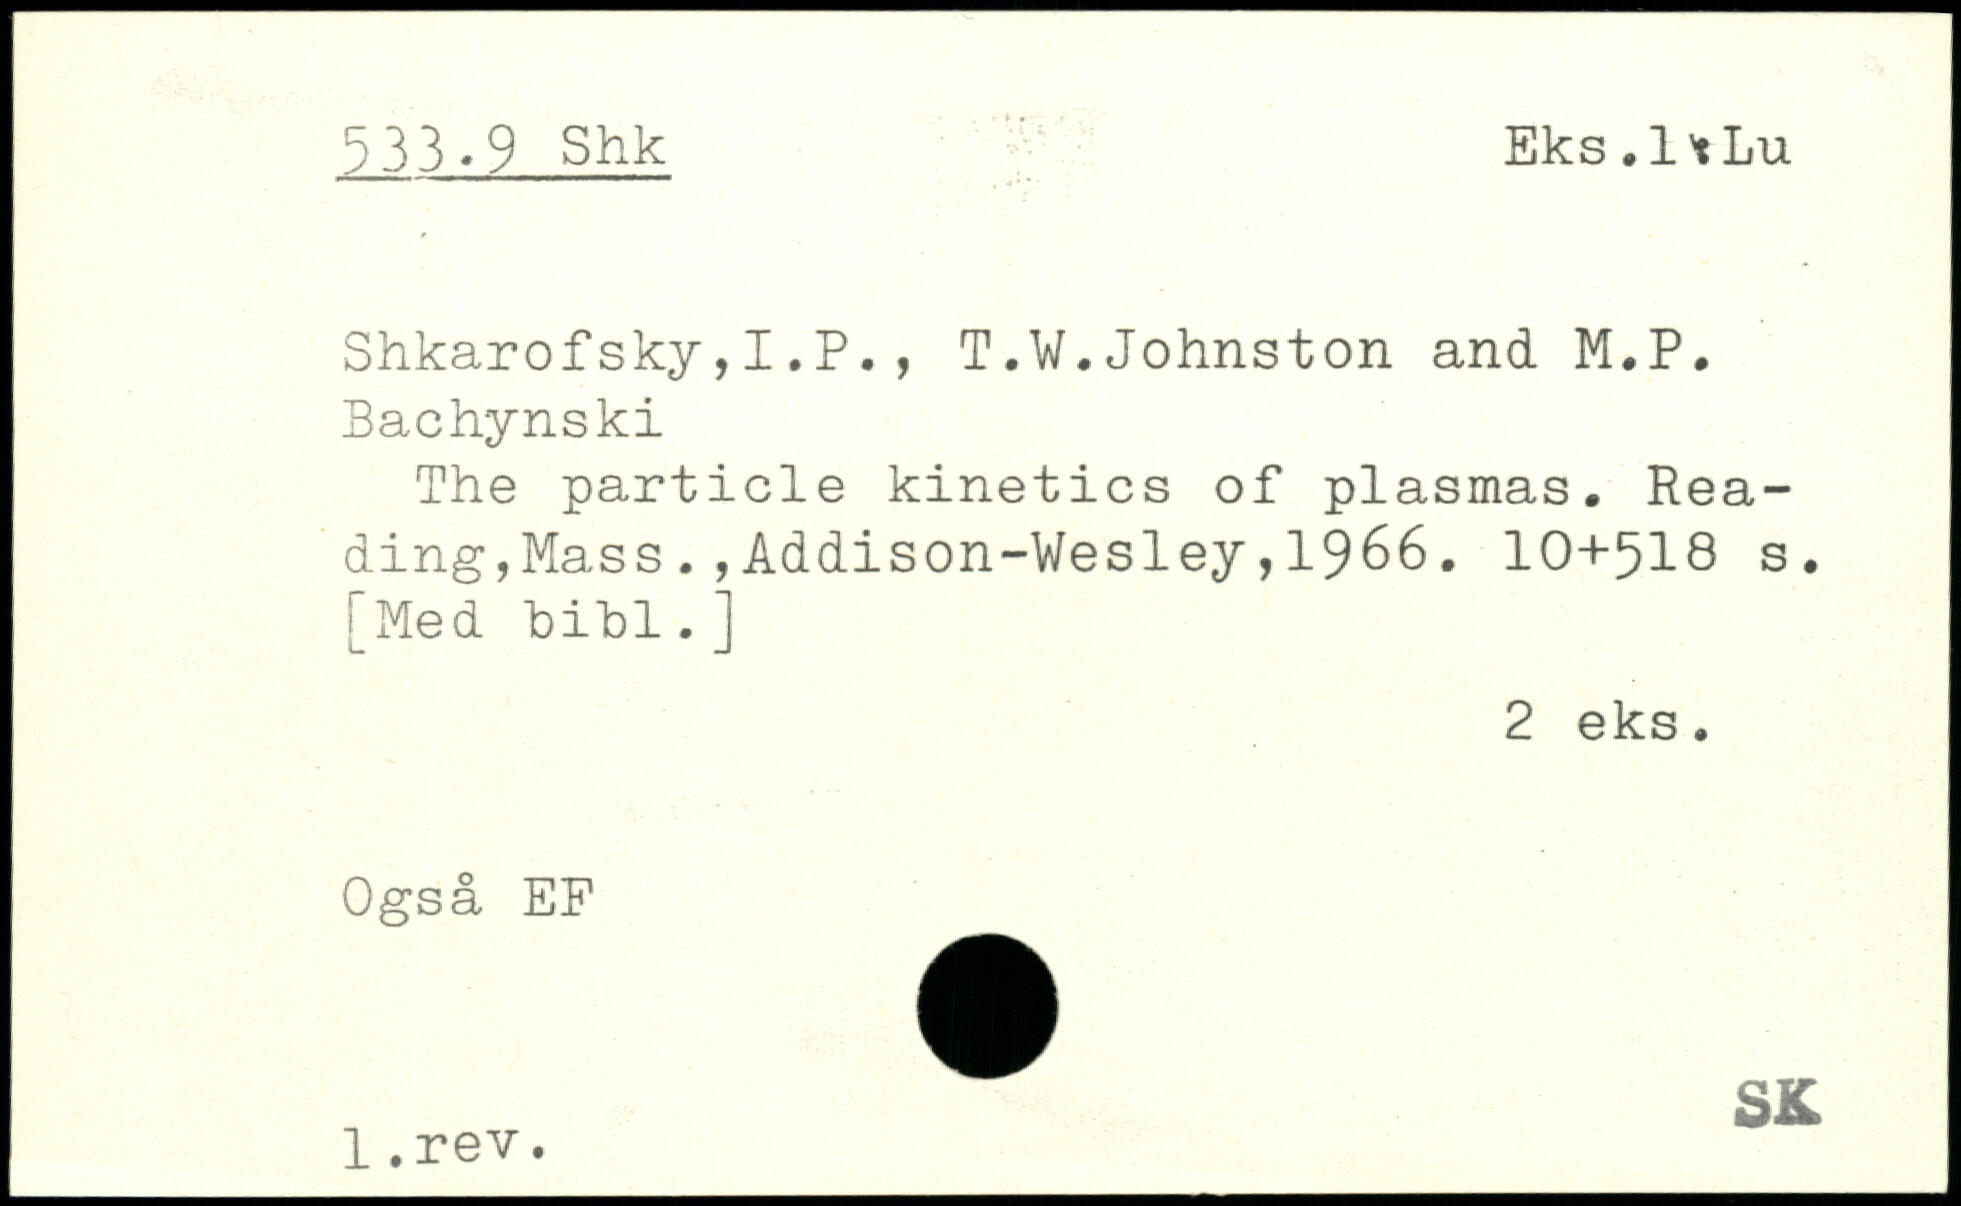 533.9 Shk
Eks.1:Lu
Shkarofsky,I.P., T.W.Johnston and M.P.
Bachynski
The particle kinetics of plasmas. Rea-
ding,Mass.,Addison-Wesley,1966. 10+518 s.
[Med bibl.]
2 eks.
Også EF
SK
1.rev.